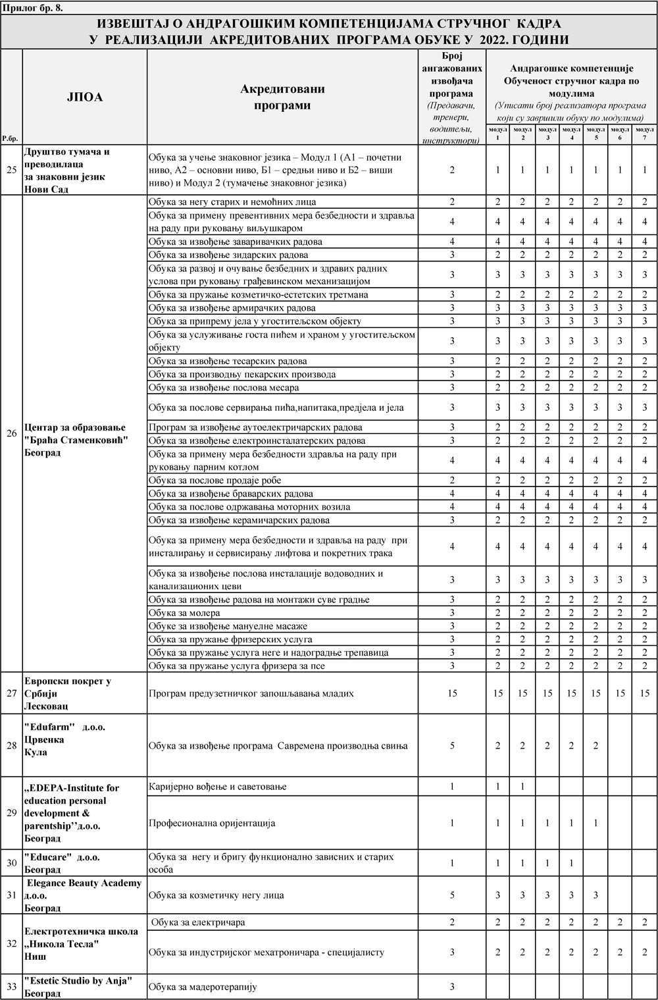 Прилог бр. 8.
ИЗВЕШТАЈ О АНДРАГОШКИМ КОМПЕТЕНЦИЈАМА СТРУЧНОГ КАДРА
У РЕАЛИЗАЦИЈИ АКРЕДИТОВАНИХ ПРОГРАМА ОБУКЕ У 2022. ГОДИНИ
Р.бр.
ЈПОА
Акредитовани
програми
Број
ангажованих
извођача
програма
(Предавачи,
тренери,
водитељи,
инструктори)
Андрагошке компетенције
Обученост стручног кадра по
модулима
(Уписати број реализатора програма
који су завршили обуку по модулима)
модул 1 модул 2 модул 3 модул 4 модул 5 модул 6 модул 7
25
Друштво тумача и
преводилаца
за знаковни језик
Нови Сад
Обука за учење знаковног језика – Модул 1 (А1 – почетни
ниво, А2 – основни ниво, Б1 – средњи ниво и Б2 – виши
ниво) и Модул 2 (тумачење знаковног језика)
2 1 1 1 1 1 1 1
26
Центар за образовање
"Браћа Стаменковић"
Београд
Обука за негу старих и немоћних лица 2 2 2 2 2 2 2 2
Обука за примену превентивних мера безбедности и здравља
на раду при руковању виљушкаром 4 4 4 4 4 4 4 4
Обука за извођење заваривачких радова 4 4 4 4 4 4 4 4
Обука за извођење зидарских радова 3 2 2 2 2 2 2 2
Обука за развој и очување безбедних и здравих радних
услова при руковању грађевинском механизацијом 3 3 3 3 3 3 3 3
Обука за пружање козметичко-естетских третмана 3 2 2 2 2 2 2 2
Обука за извођење армирачких радова 3 3 3 3 3 3 3 3
Обука за припрему јела у угоститељском објекту 3 3 3 3 3 3 3 3
Обука за услуживање госта пићем и храном у угоститељском
објекту 3 3 3 3 3 3 3 3
Обука за извођење тесарских радова 3 2 2 2 2 2 2 2
Обука за производњу пекарских производа 3 2 2 2 2 2 2 2
Обука за извођење послова месара 3 2 2 2 2 2 2 2
Обука за послове сервирања пића,напитака,предјела и јела 3 3 3 3 3 3 3 3
Програм за извођење аутоелектричарских радова 3 2 2 2 2 2 2 2
Обука за извођење електроинсталатерских радова 3 2 2 2 2 2 2 2
Обука за примену мера безбедности здравља на раду при
руковању парним котлом 4 4 4 4 4 4 4 4
Обука за послове продаје робе 2 2 2 2 2 2 2 2
Обука за извођење браварских радова 4 4 4 4 4 4 4 4
Обука за послове одржавања моторних возила 4 4 4 4 4 4 4 4
Обука за извођење керамичарских радова 3 2 2 2 2 2 2 2
Обука за примену мера безбедности и здравља на раду при
инсталирању и сервисирању лифтова и покретних трака 4 4 4 4 4 4 4 4
Обука за извођење послова инсталације водоводних и
канализационих цеви 3 3 3 3 3 3 3 3
Обука за извођење радова на монтажи суве градње 3 2 2 2 2 2 2 2
Обука за молера 3 2 2 2 2 2 2 2
Обуке за извођење мануелне масаже 3 2 2 2 2 2 2 2
Обука за пружање фризерских услуга 3 2 2 2 2 2 2 2
Обука за пружање услуга неге и надоградње трепавица 3 2 2 2 2 2 2 2
Обука за пружање услуга фризера за псе 3 2 2 2 2 2 2 2
27
Европски покрет у
Србији
Лесковац
Програм предузетничког запошљавања младих 15 15 15 15 15 15 15 15
28
"Edufarm" д.о.о.
Црвенка
Кула
Обука за извођење програма Савремена производња свиња 5 2 2 2 2 2
29
„EDEPA-Institute for
education personal
development &
parentship’’д.о.о.
Београд
Каријерно вођење и саветовање 1 1 1
Професионална оријентација 1 1 1 1 1 1
30
"Educare" д.о.о.
Београд
Обука за негу и бригу функционално зависних и старих
особа 1 1 1 1 1
31
Elegance Beauty Academy
д.о.о.
Београд
Обука за козметичку негу лица 5 3 3 3 3 3
32
Електротехничка школа
„Никола Тесла"
Ниш
Обука за електричара 2 2 2 2 2 2 2 2
Обука за индустријског мехатроничара - специјалисту 3 2 2 2 2 2 2 2
33
"Estetic Studio by Anja"
Београд
Обука за мадеротерапију 3